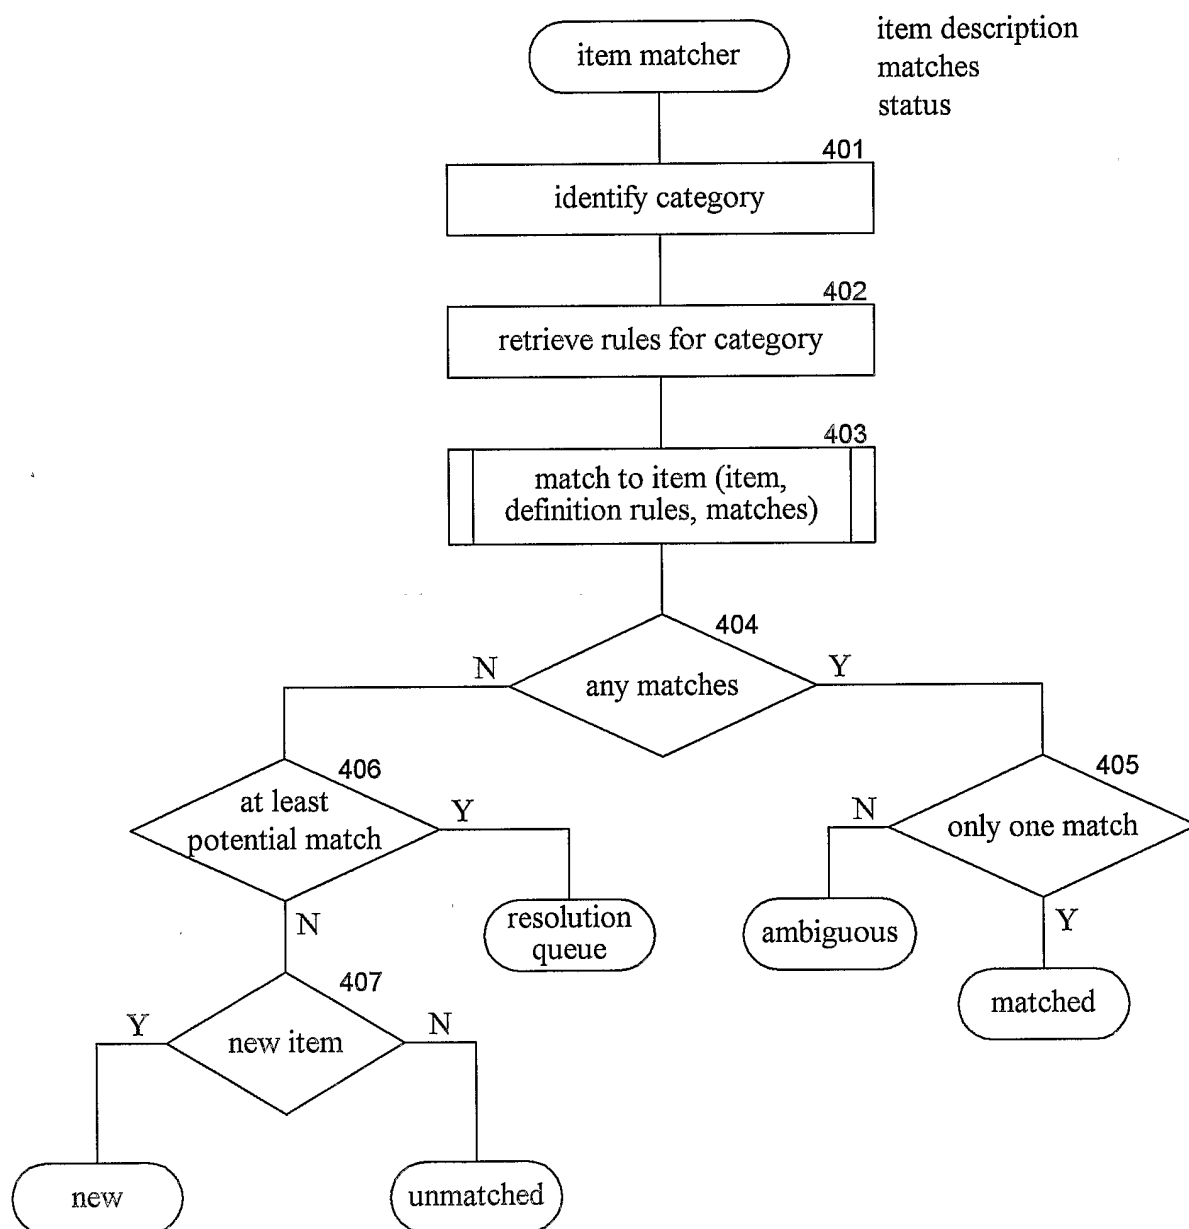 item matcher
item description
matches
status
401
identify category
402
retrieve rules for category
403
match to item (item,
definition rules, matches)
404
N
any matches
Y
406
at least
potential match
Y
N
405
N
only one match
Y
resolution
queue
ambiguous
matched
407
Y
new item
N
new
unmatched